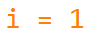 i = 1